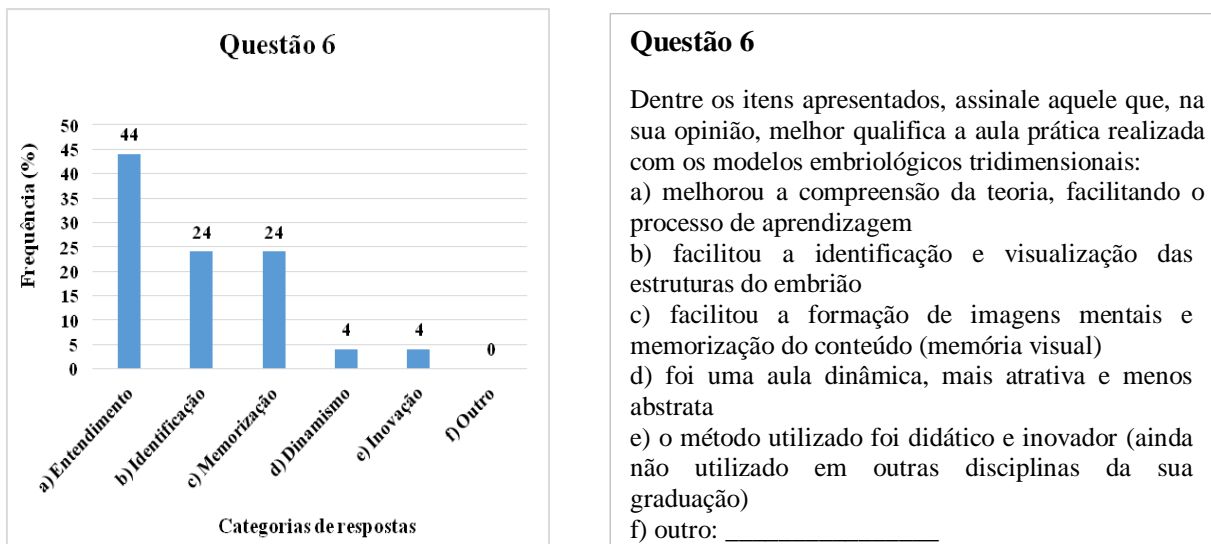 Questão 6
Frequência (%)
50
45
40
35
30
25
20
15
10
5
0
44
24
24
4
4
0
a) Entendimento
b) Identificação
c) Memorização
d) Dinamismo
e) Inovação
f) Outro
Categorias de respostas
Questão 6
Dentre os itens apresentados, assinale aquele que, na
sua opinião, melhor qualifica a aula prática realizada
com os modelos embriológicos tridimensionais:
a) melhorou a compreensão da teoria, facilitando o
processo de aprendizagem
b) facilitou a identificação e visualização das
estruturas do embrião
c) facilitou a formação de imagens mentais e
memorização do conteúdo (memória visual)
d) foi uma aula dinâmica, mais atrativa e menos
abstrata
e) o método utilizado foi didático e inovador (ainda
não utilizado em outras disciplinas da sua
graduação)
f) outro: _________________